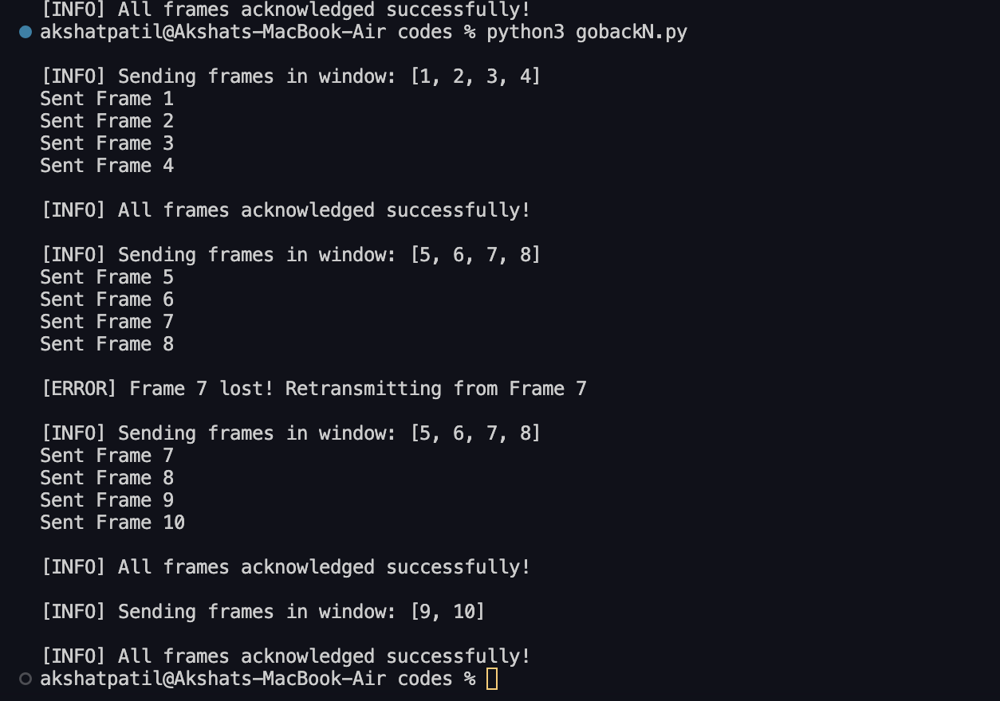 [INFO] All frames acknowledged successfully!
akshatpatil@Akshats-MacBook-Air codes % python3 gobackN.py
[INFO] Sending frames in window: [1, 2, 3, 4]
Sent Frame 1
Sent Frame 2
Sent Frame 3
Sent Frame 4
[INFO] All frames acknowledged successfully!
[INFO] Sending frames in window: [5, 6, 7, 8]
Sent Frame 5
Sent Frame 6
Sent Frame 7
Sent Frame 8
[ERROR] Frame 7 lost! Retransmitting from Frame 7
[INFO] Sending frames in window: [5, 6, 7, 8]
Sent Frame 7
Sent Frame 8
Sent Frame 9
Sent Frame 10
[INFO] All frames acknowledged successfully!
[INFO] Sending frames in window: [9, 10]
[INFO] All frames acknowledged successfully!
akshatpatil@Akshats-MacBook-Air codes %